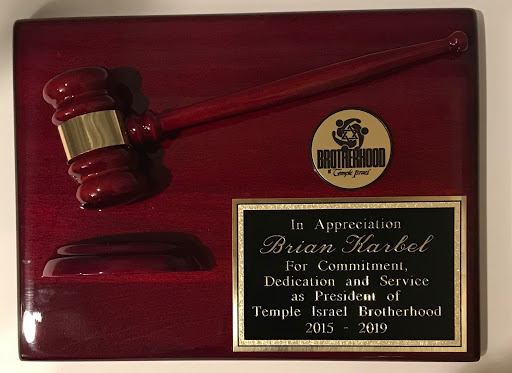 BROTHERHOOD
of Temple Israel
In Appreciation
Brian Karbel
For Commitment,
Dedication and Service
as President of
Temple Israel Brotherhood
2015 - 2019